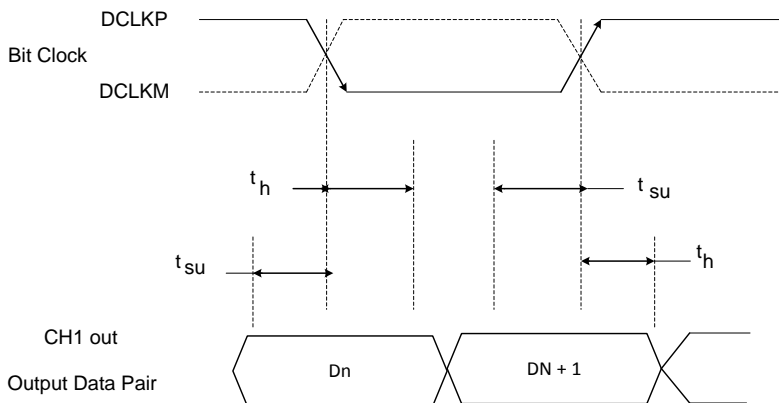 DCLKP
Bit Clock
DCLKM
t h
t su
t su
t h
CH1 out
Dn
DN + 1
Output Data Pair